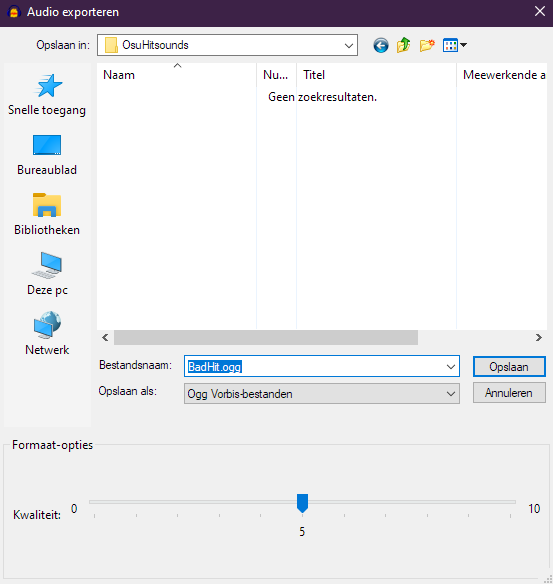 Audio exporteren
Opslaan in: OsuHitsounds
Naam Nu... Titel Meewerkende a
Geen zoekresultaten.
Snelle toegang
Bureaublad
Bibliotheken
Deze pc
Netwerk
Bestandsnaam: BadHit.ogg Opslaan
Opslaan als: Ogg Vorbis-bestanden Annuleren
Formaat-opties
Kwaliteit: 0 10
5